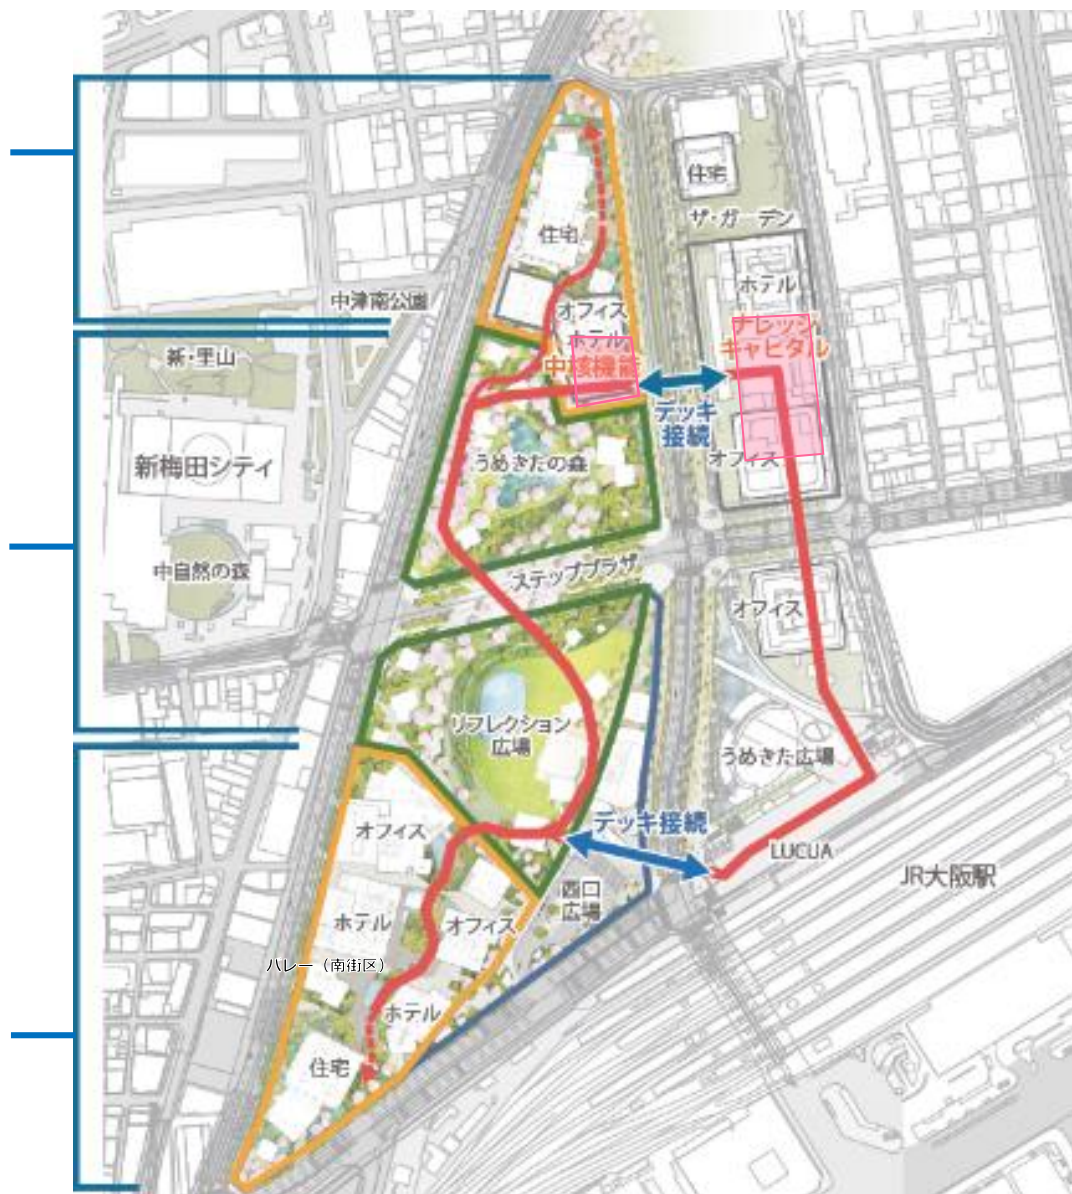 住宅
ザ・ガーデン
住宅
ホテル
中津南公園
オフィス
ホテル
ナレッジ
キャピタル
新・里山
中核機能
デッキ
接続
うめきたの森
オフィス
新梅田シティ
中自然の森
ステッププラザ
オフィス
リフレクション
広場
うめきた広場
オフィス
デッキ接続
LUCUA
JR大阪駅
西口
広場
ホテル
オフィス
バレー（南街区）
ホテル
住宅